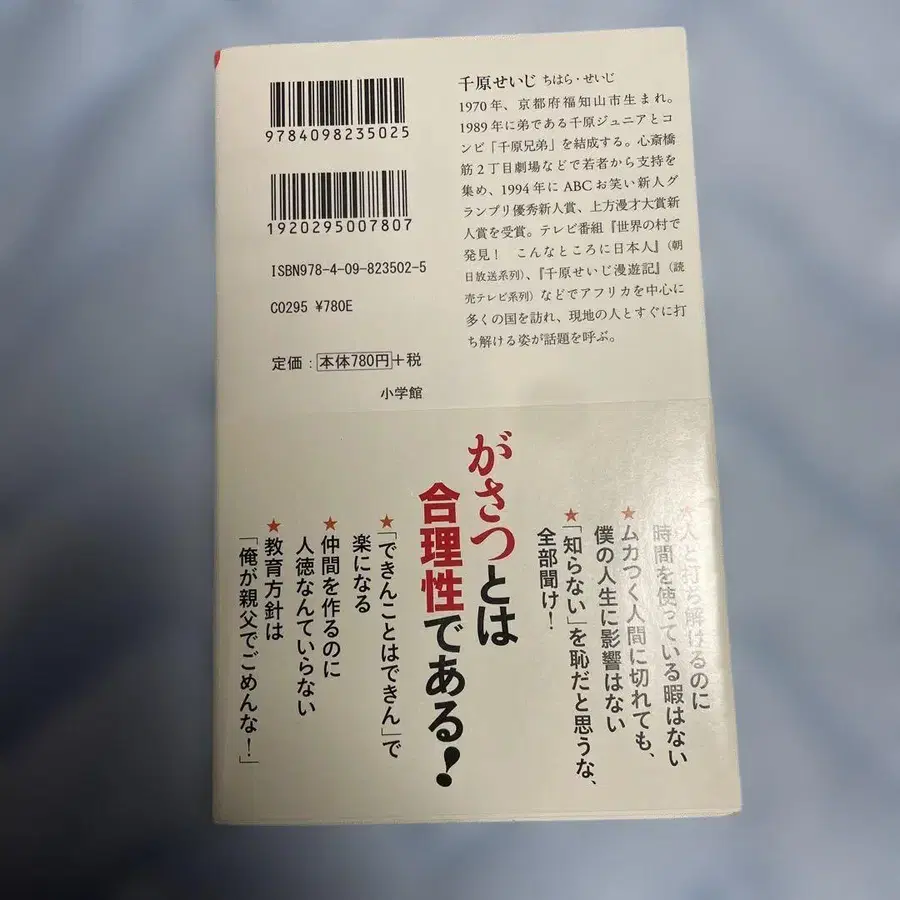 9784098235025
1920295007807
ISBN978-4-09-823502-5
C0295 ¥780E
定価:本体780円+税
小学館
千原せいじ ちはら・せいじ
1970年、京都府福知山市生まれ。
1989年に弟である千原ジュニアとコ
ンビ「千原兄弟」を結成する。心斎橋
筋2丁目劇場などで若者から支持を
集め、1994年にABCお笑い新人グ
ランプリ優秀新人賞、上方漫才大賞新
人賞を受賞。テレビ番組『世界の村で
発見! こんなところに日本人』(朝
日放送系列)、『千原せいじ漫遊記』(読
売テレビ系列)などでアフリカを中心に
多くの国を訪れ、現地の人とすぐに打
ち解ける姿が話題を呼ぶ。
★人と打ち解けるのに
時間を使っている暇はない
★ムカつく人間に切れても、
僕の人生に影響はない
★「知らない」を恥だと思うな、
全部聞け!
がさつとは
合理性である!
★「できんことはできん」で
楽になる
★仲間を作るのに
人徳なんていらない
★教育方針は
「俺が親父でごめんな!」